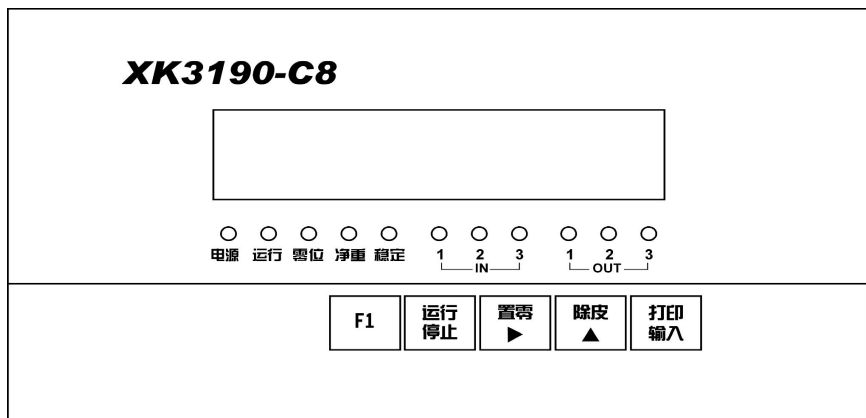 XK3190-C8
电源 运行 零位 净重 稳定 1 2 3 1 2 3
IN OUT
F1 运行 置零 除皮 打印
停止 ▶ ▲ 输入